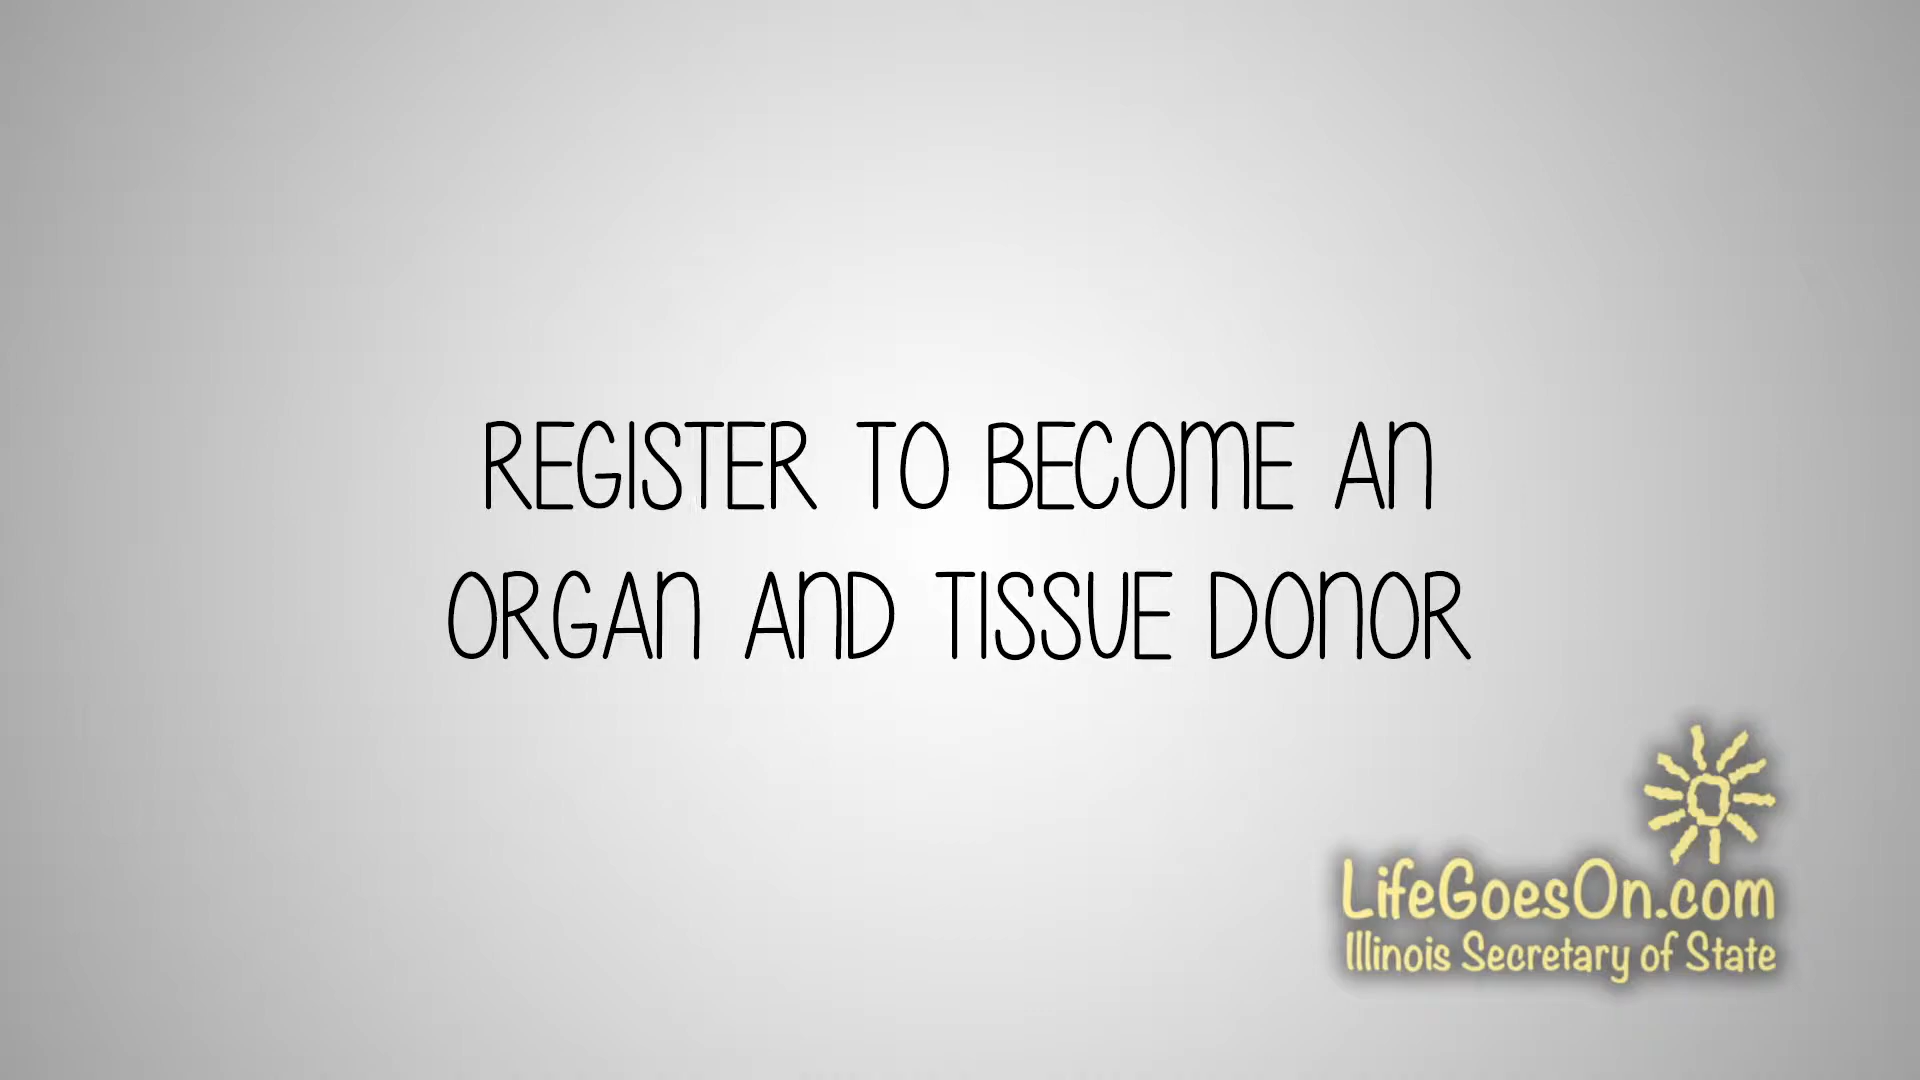 REGISTER TO BECOME AN
ORGAN AND TISSUE DONOR
LifeGoesOn.com
Illinois Secretary of State